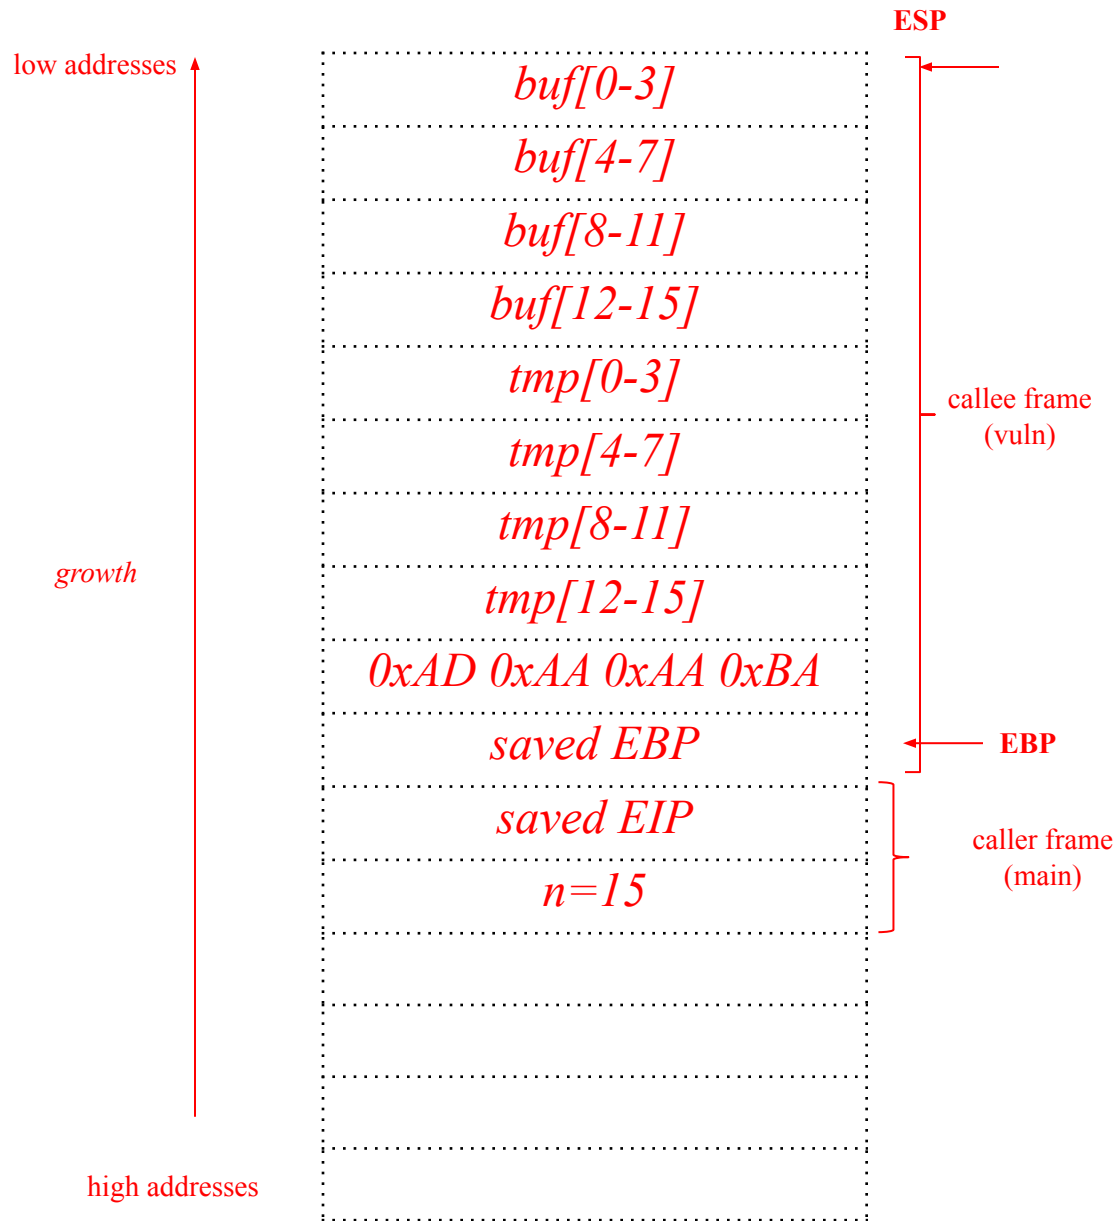 ESP
low addresses
buf[0-3]
buf[4-7]
buf[8-11]
buf[12-15]
tmp[0-3]
callee frame
(vuln)
tmp[4-7]
tmp[8-11]
growth
tmp[12-15]
0xAD 0xAA 0xAA 0xBA
saved EBP
EBP
saved EIP
caller frame
(main)
n=15
high addresses